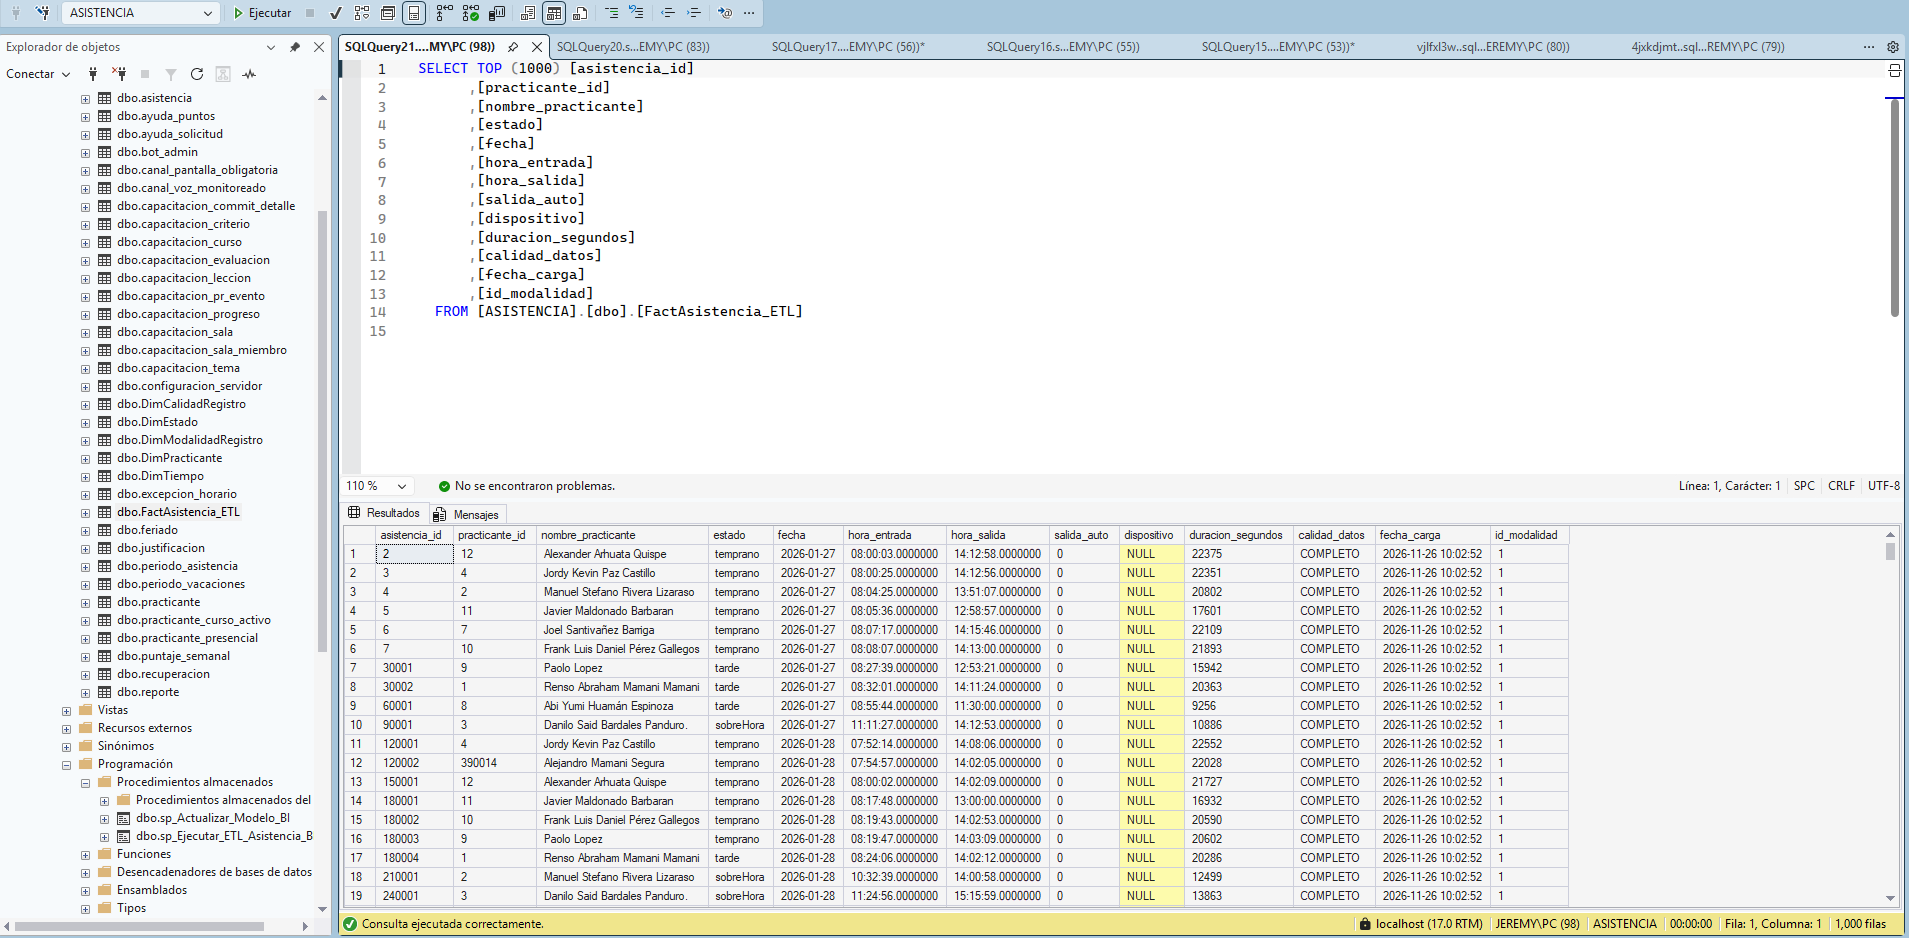 ASISTENCIA
Ejecutar
Explorador de objetos
Conectar
dbo.asistencia
dbo.ayuda_puntos
dbo.ayuda_solicitud
dbo.bot_admin
dbo.canal_pantalla_obligatoria
dbo.canal_voz_monitoreado
dbo.capacitacion_commit_detalle
dbo.capacitacion_criterio
dbo.capacitacion_curso
dbo.capacitacion_evaluacion
dbo.capacitacion_leccion
dbo.capacitacion_pr_evento
dbo.capacitacion_progreso
dbo.capacitacion_sala
dbo.capacitacion_sala_miembro
dbo.capacitacion_tema
dbo.configuracion_servidor
dbo.DimCalidadRegistro
dbo.DimEstado
dbo.DimModalidadRegistro
dbo.DimPracticante
dbo.DimTiempo
dbo.excepcion_horario
dbo.FactAsistencia_ETL
dbo.feriado
dbo.justificacion
dbo.periodo_asistencia
dbo.periodo_vacaciones
dbo.practicante
dbo.practicante_curso_activo
dbo.practicante_presencial
dbo.puntaje_semanal
dbo.recuperacion
dbo.reporte
Vistas
Recursos externos
Sinónimos
Programación
Procedimientos almacenados
Procedimientos almacenados del
dbo.sp_Actualizar_Modelo_BI
dbo.sp_Ejecutar_ETL_Asistencia_B
Funciones
Desencadenadores de bases de datos
Ensamblados
Tipos
SQLQuery21....MY\PC (98)) SQLQuery20.s...EMY\PC (83)) SQLQuery17....EMY\PC (56))* SQLQuery16.s...EMY\PC (55)) SQLQuery15....EMY\PC (53))* vjlfxl3w..sql...EREMY\PC (80)) 4jxkdjmt..sql...REMY\PC (79))
1 SELECT TOP (1000) [asistencia_id]
2 ,[practicante_id]
3 ,[nombre_practicante]
4 ,[estado]
5 ,[fecha]
6 ,[hora_entrada]
7 ,[hora_salida]
8 ,[salida_auto]
9 ,[dispositivo]
10 ,[duracion_segundos]
11 ,[calidad_datos]
12 ,[fecha_carga]
13 ,[id_modalidad]
14 FROM [ASISTENCIA].[dbo].[FactAsistencia_ETL]
15
110 % No se encontraron problemas. Línea: 1, Carácter: 1 SPC CRLF UTF-8
Resultados Mensajes
asistencia_id practicante_id nombre_practicante estado fecha hora_entrada hora_salida salida_auto dispositivo duracion_segundos calidad_datos fecha_carga id_modalidad
1 2 12 Alexander Arhuata Quispe temprano 2026-01-27 08:00:03.0000000 14:12:58.0000000 0 NULL 22375 COMPLETO 2026-11-26 10:02:52 1
2 3 4 Jordy Kevin Paz Castillo temprano 2026-01-27 08:00:25.0000000 14:12:56.0000000 0 NULL 22351 COMPLETO 2026-11-26 10:02:52 1
3 4 2 Manuel Stefano Rivera Lizaraso temprano 2026-01-27 08:04:25.0000000 13:51:07.0000000 0 NULL 20802 COMPLETO 2026-11-26 10:02:52 1
4 5 11 Javier Maldonado Barbaran temprano 2026-01-27 08:05:36.0000000 12:58:57.0000000 0 NULL 17601 COMPLETO 2026-11-26 10:02:52 1
5 6 7 Joel Santivañez Barriga temprano 2026-01-27 08:07:17.0000000 14:15:46.0000000 0 NULL 22109 COMPLETO 2026-11-26 10:02:52 1
6 7 10 Frank Luis Daniel Pérez Gallegos temprano 2026-01-27 08:08:07.0000000 14:13:00.0000000 0 NULL 21893 COMPLETO 2026-11-26 10:02:52 1
7 30001 9 Paolo Lopez tarde 2026-01-27 08:27:39.0000000 12:53:21.0000000 0 NULL 15942 COMPLETO 2026-11-26 10:02:52 1
8 30002 1 Renso Abraham Mamani Mamani tarde 2026-01-27 08:32:01.0000000 14:11:24.0000000 0 NULL 20363 COMPLETO 2026-11-26 10:02:52 1
9 60001 8 Abi Yumi Huamán Espinoza tarde 2026-01-27 08:55:44.0000000 11:30:00.0000000 0 NULL 9256 COMPLETO 2026-11-26 10:02:52 1
10 90001 3 Danilo Said Bardales Panduro. sobreHora 2026-01-27 11:11:27.0000000 14:12:53.0000000 0 NULL 10886 COMPLETO 2026-11-26 10:02:52 1
11 120001 4 Jordy Kevin Paz Castillo temprano 2026-01-28 07:52:14.0000000 14:08:06.0000000 0 NULL 22552 COMPLETO 2026-11-26 10:02:52 1
12 120002 390014 Alejandro Mamani Segura temprano 2026-01-28 07:54:57.0000000 14:02:05.0000000 0 NULL 22028 COMPLETO 2026-11-26 10:02:52 1
13 150001 12 Alexander Arhuata Quispe temprano 2026-01-28 08:00:02.0000000 14:02:09.0000000 0 NULL 21727 COMPLETO 2026-11-26 10:02:52 1
14 180001 11 Javier Maldonado Barbaran temprano 2026-01-28 08:17:48.0000000 13:00:00.0000000 0 NULL 16932 COMPLETO 2026-11-26 10:02:52 1
15 180002 10 Frank Luis Daniel Pérez Gallegos temprano 2026-01-28 08:19:43.0000000 14:02:53.0000000 0 NULL 20590 COMPLETO 2026-11-26 10:02:52 1
16 180003 9 Paolo Lopez temprano 2026-01-28 08:19:47.0000000 14:03:09.0000000 0 NULL 20602 COMPLETO 2026-11-26 10:02:52 1
17 180004 1 Renso Abraham Mamani Mamani tarde 2026-01-28 08:24:06.0000000 14:02:12.0000000 0 NULL 20286 COMPLETO 2026-11-26 10:02:52 1
18 210001 2 Manuel Stefano Rivera Lizaraso sobreHora 2026-01-28 10:32:39.0000000 14:00:58.0000000 0 NULL 12499 COMPLETO 2026-11-26 10:02:52 1
19 240001 3 Danilo Said Bardales Panduro. sobreHora 2026-01-28 11:24:56.0000000 15:15:59.0000000 0 NULL 13863 COMPLETO 2026-11-26 10:02:52 1
Consulta ejecutada correctamente. localhost (17.0 RTM) JEREMY\PC (98) ASISTENCIA 00:00:00 Fila: 1, Columna: 1 1,000 filas